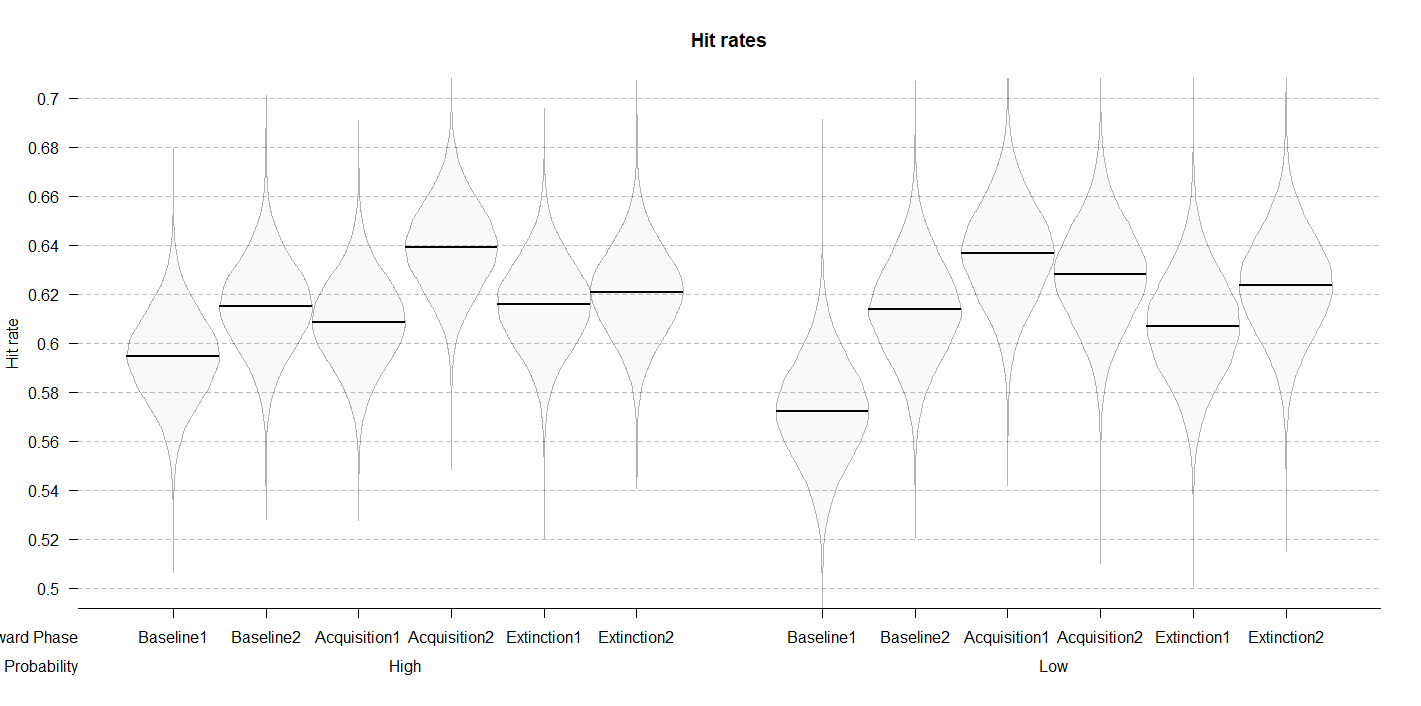 Hit rates
0.7
0.68
0.66
0.64
0.62
0.6
0.58
0.56
0.54
0.52
0.5
Hit rate
ward Phase Baseline1 Baseline2 Acquisition1 Acquisition2 Extinction1 Extinction2 Baseline1 Baseline2 Acquisition1 Acquisition2 Extinction1 Extinction2
Probability High Low